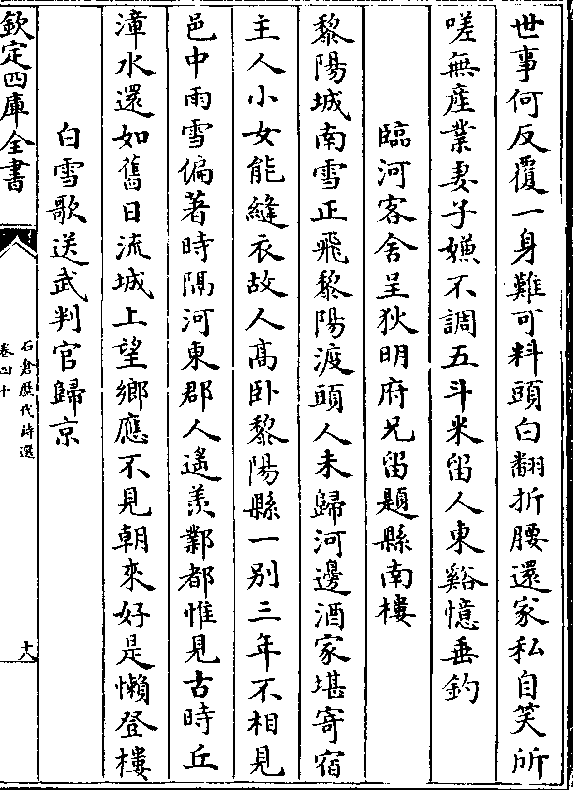 世事何反覆一身難可料頭白翻折腰還家私自笑所
嗟無産業妻子嫌不調五斗米留人東谿憶垂釣
臨河客舍呈狄明府兄留題縣南樓
黎陽城南雪正飛黎陽渡頭人未歸河邊酒家堪寄宿
主人小女能縫衣故人髙卧黎陽縣一别三年不相見
邑中雨雪偏著時隔河東郡人遙羨鄴都惟見古時丘
漳水還如舊日流城上望鄉應不見朝來好是懶登樓
白雪歌送武判官歸京
欽定四庫全書
石倉歷代詩選
卷四十
十八